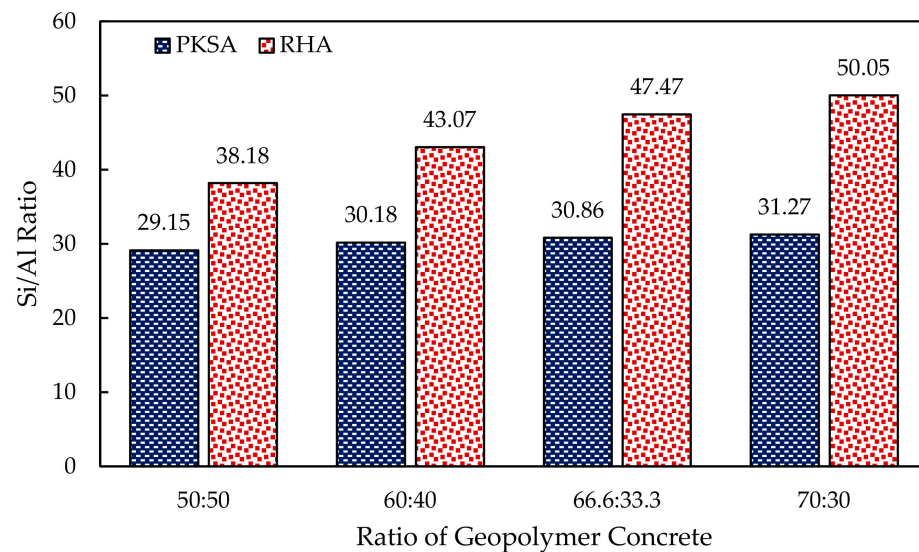 60
PKSA RHA
50.05
50
47.47
43.07
40
38.18
29.15 30.18 30.86 31.27
30
20
10
0
50:50 60:40 66.6:33.3 70:30
Si/Al Ratio
Ratio of Geopolymer Concrete